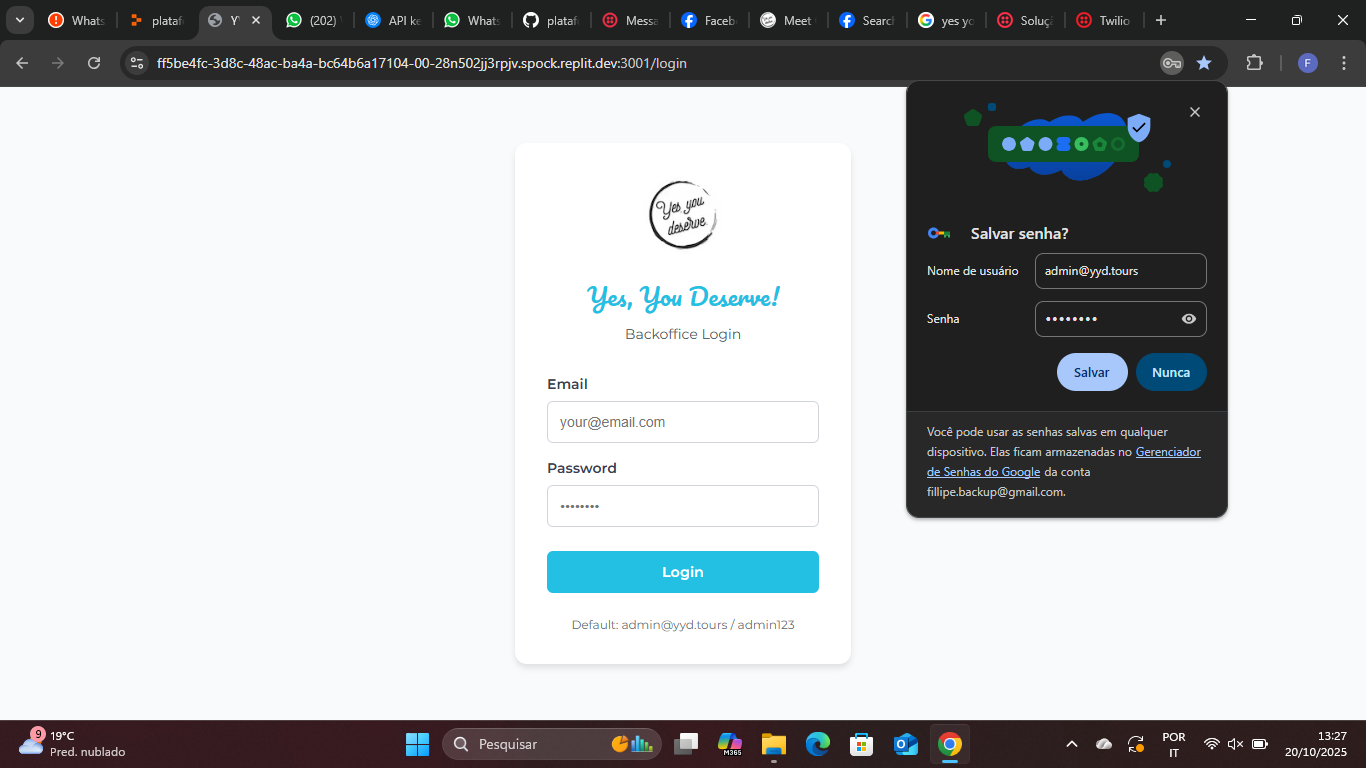 Whats
plataf
Y'
(202)
API ke
Whats
plataf
Messa
Faceb
Meet
Searc
yes yo
Soluçã
Twilio
ff5be4fc-3d8c-48ac-ba4a-bc64b6a17104-00-28n502jj3rpjv.spock.replit.dev:3001/login
F
Yes you
deserve
Yes, You Deserve!
Backoffice Login
Email
your@email.com
Password
••••••••
Login
Default: admin@yyd.tours / admin123
Salvar senha?
Nome de usuário
admin@yyd.tours
Senha
••••••••
Salvar
Nunca
Você pode usar as senhas salvas em qualquer
dispositivo. Elas ficam armazenadas no Gerenciador
de Senhas do Google da conta
fillipe.backup@gmail.com.
9
19°C
Pred. nublado
Pesquisar
M365
POR
IT
13:27
20/10/2025